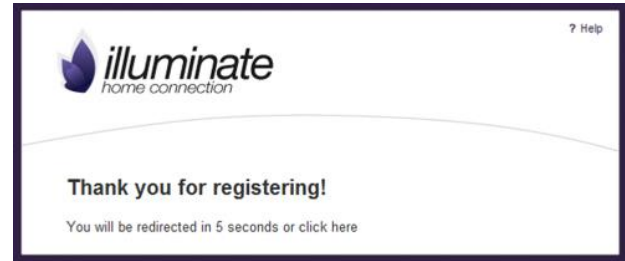 ? Help
illuminate
home connection
Thank you for registering!
You will be redirected in 5 seconds or click here